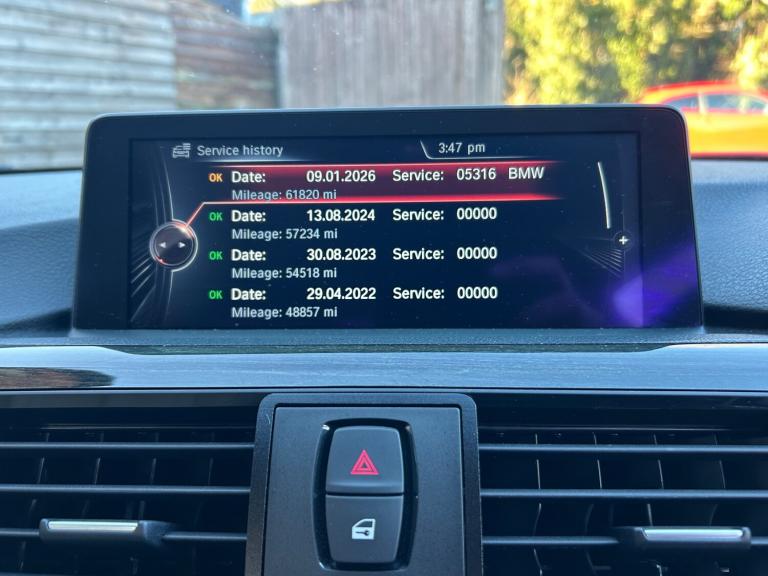 Service history 3:47 pm
OK Date: 09.01.2026 Service: 05316 BMW
Mileage: 61820 mi
OK Date: 13.08.2024 Service: 00000
Mileage: 57234 mi
OK Date: 30.08.2023 Service: 00000
Mileage: 54518 mi
OK Date: 29.04.2022 Service: 00000
Mileage: 48857 mi